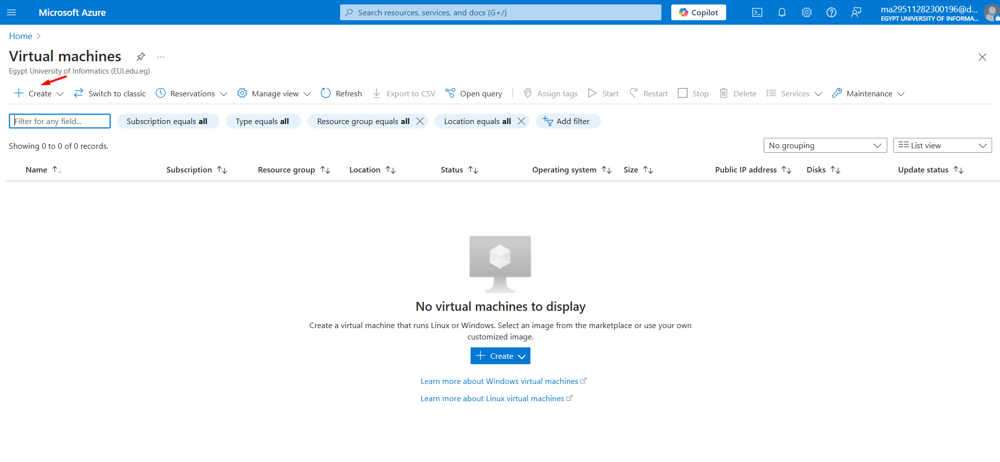 Microsoft Azure
Search resources, services, and docs (G+/)
Copilot
ma29511282300196@d...
EGYPT UNIVERSITY OF INFORMA...
Home
Virtual machines
...
Egypt University of Informatics (EUI.edu.eg)
Create
Switch to classic
Reservations
Manage view
Refresh
Export to CSV
Open query
Assign tags
Start
Restart
Stop
Delete
Services
Maintenance
Filter for any field...
Subscription equals all
Type equals all
Resource group equals all
Location equals all
Add filter
Showing 0 to 0 of 0 records.
No grouping
List view
Name
Subscription
Resource group
Location
Status
Operating system
Size
Public IP address
Disks
Update status
No virtual machines to display
Create a virtual machine that runs Linux or Windows. Select an image from the marketplace or use your own
customized image.
Create
Learn more about Windows virtual machines
Learn more about Linux virtual machines